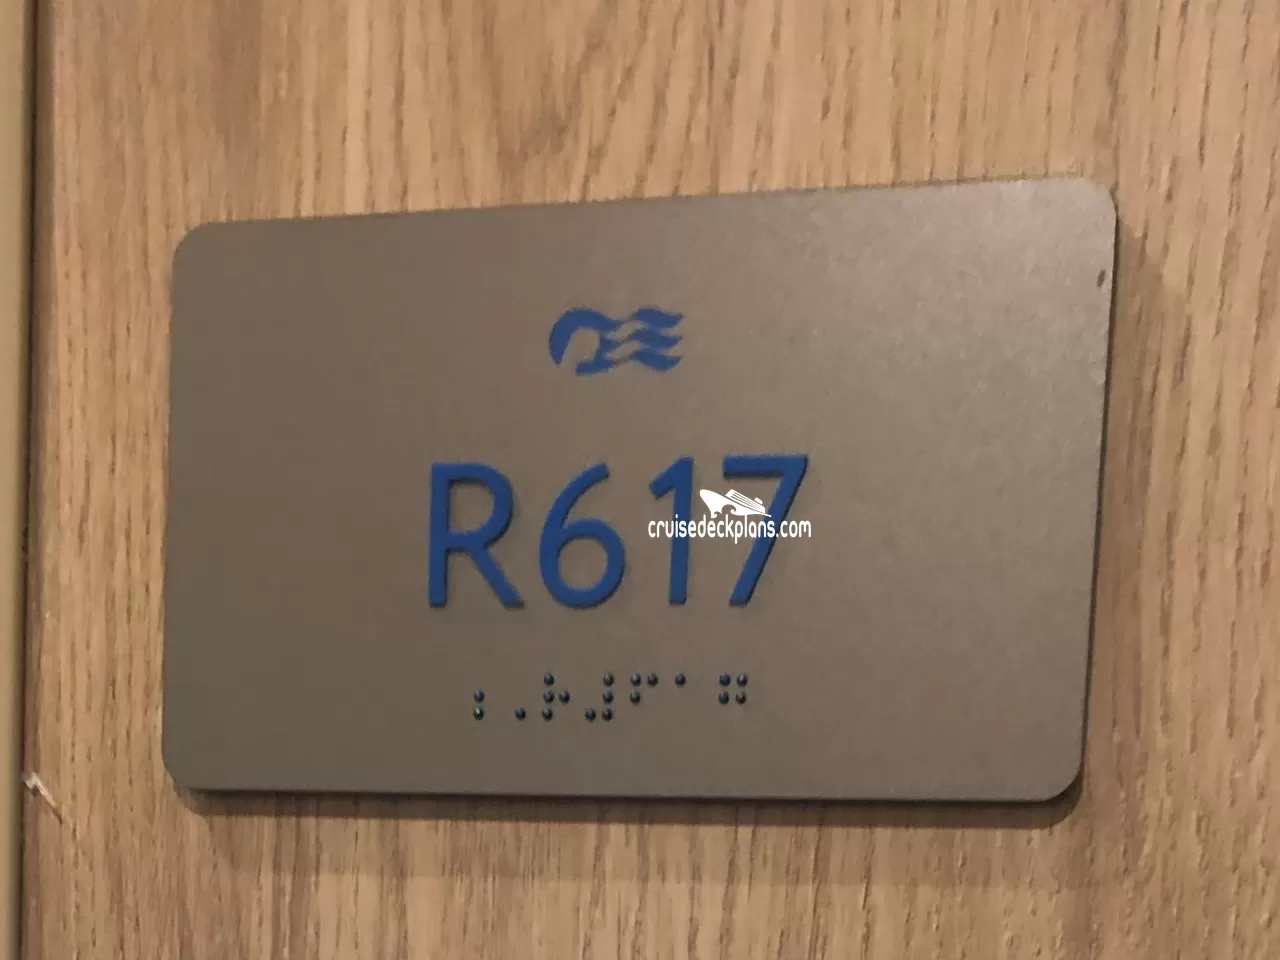 R617
cruisedeckplans.com
⠰⠠⠗⠼⠋⠁⠛